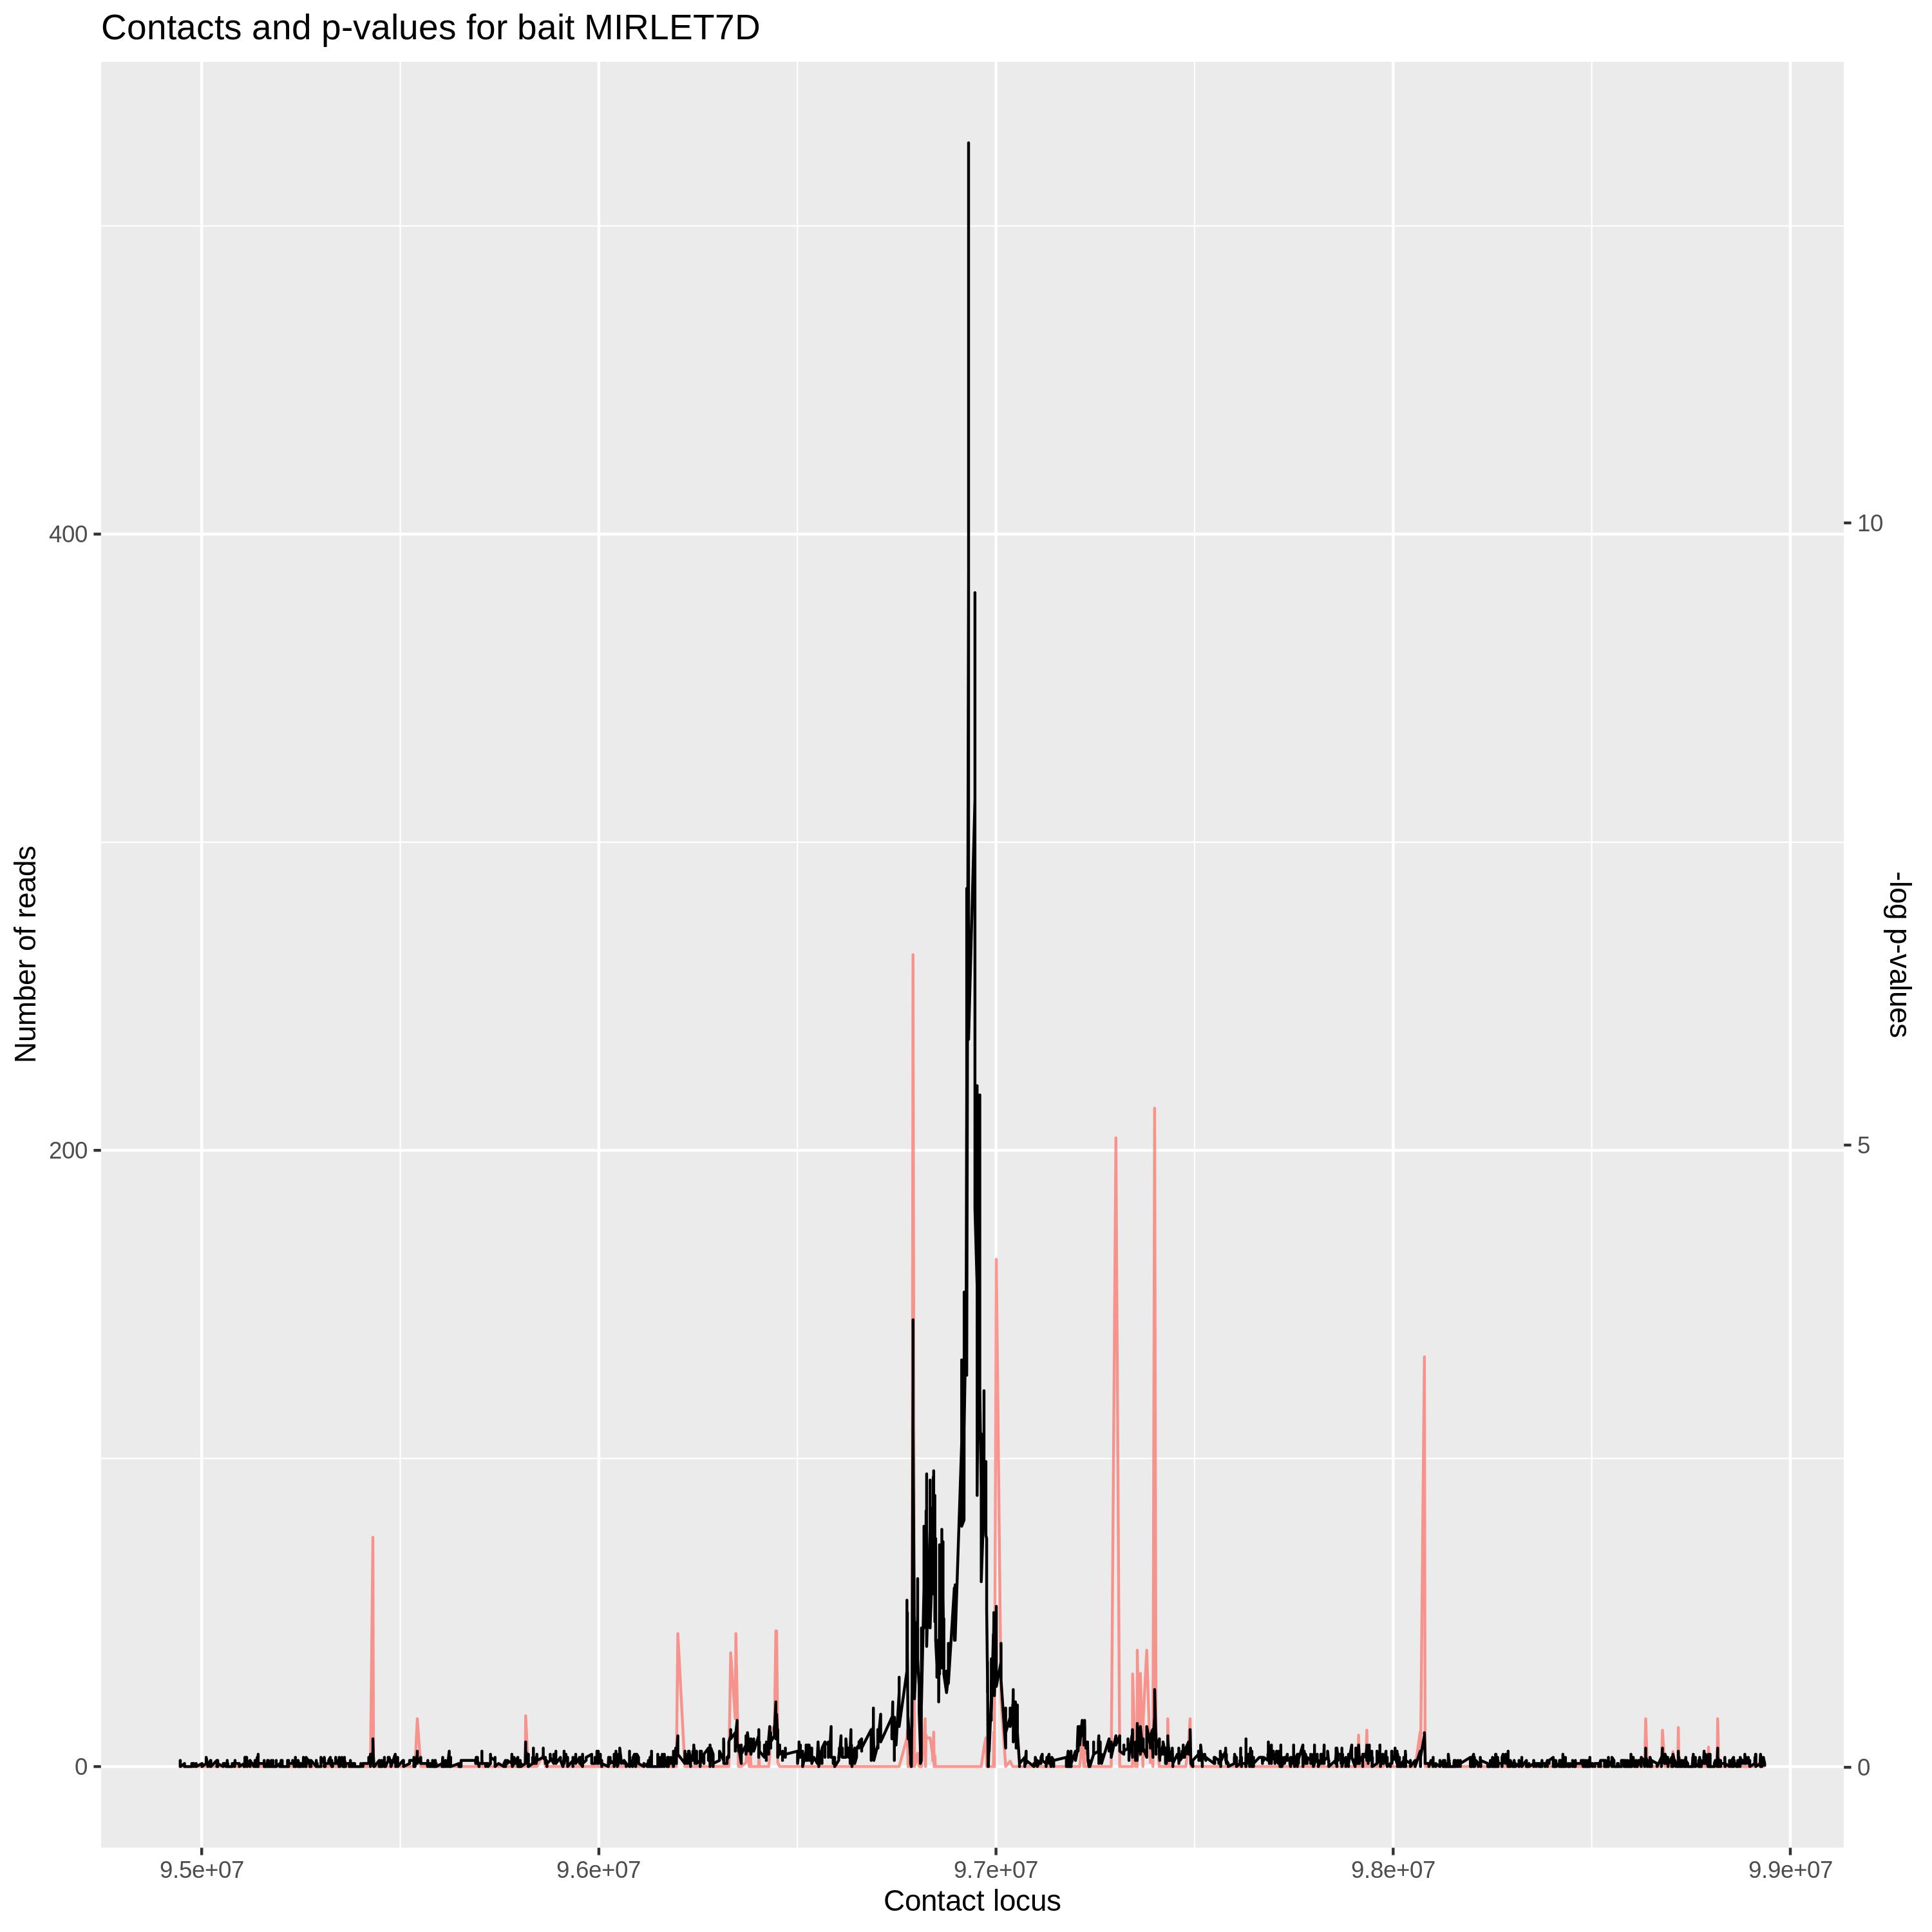 Contacts and p-values for bait MIRLET7D
Number of reads
400
200
0
10
5
0
-log p-values
9.5e+07 9.6e+07 9.7e+07 9.8e+07 9.9e+07
Contact locus